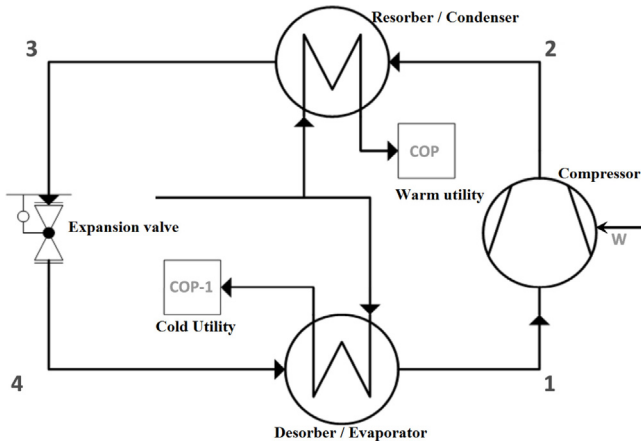 Resorber / Condenser
3
2
COP
Compressor
Warm utility
Expansion valve
W
COP-1
Cold Utility
4
1
Desorber / Evaporator